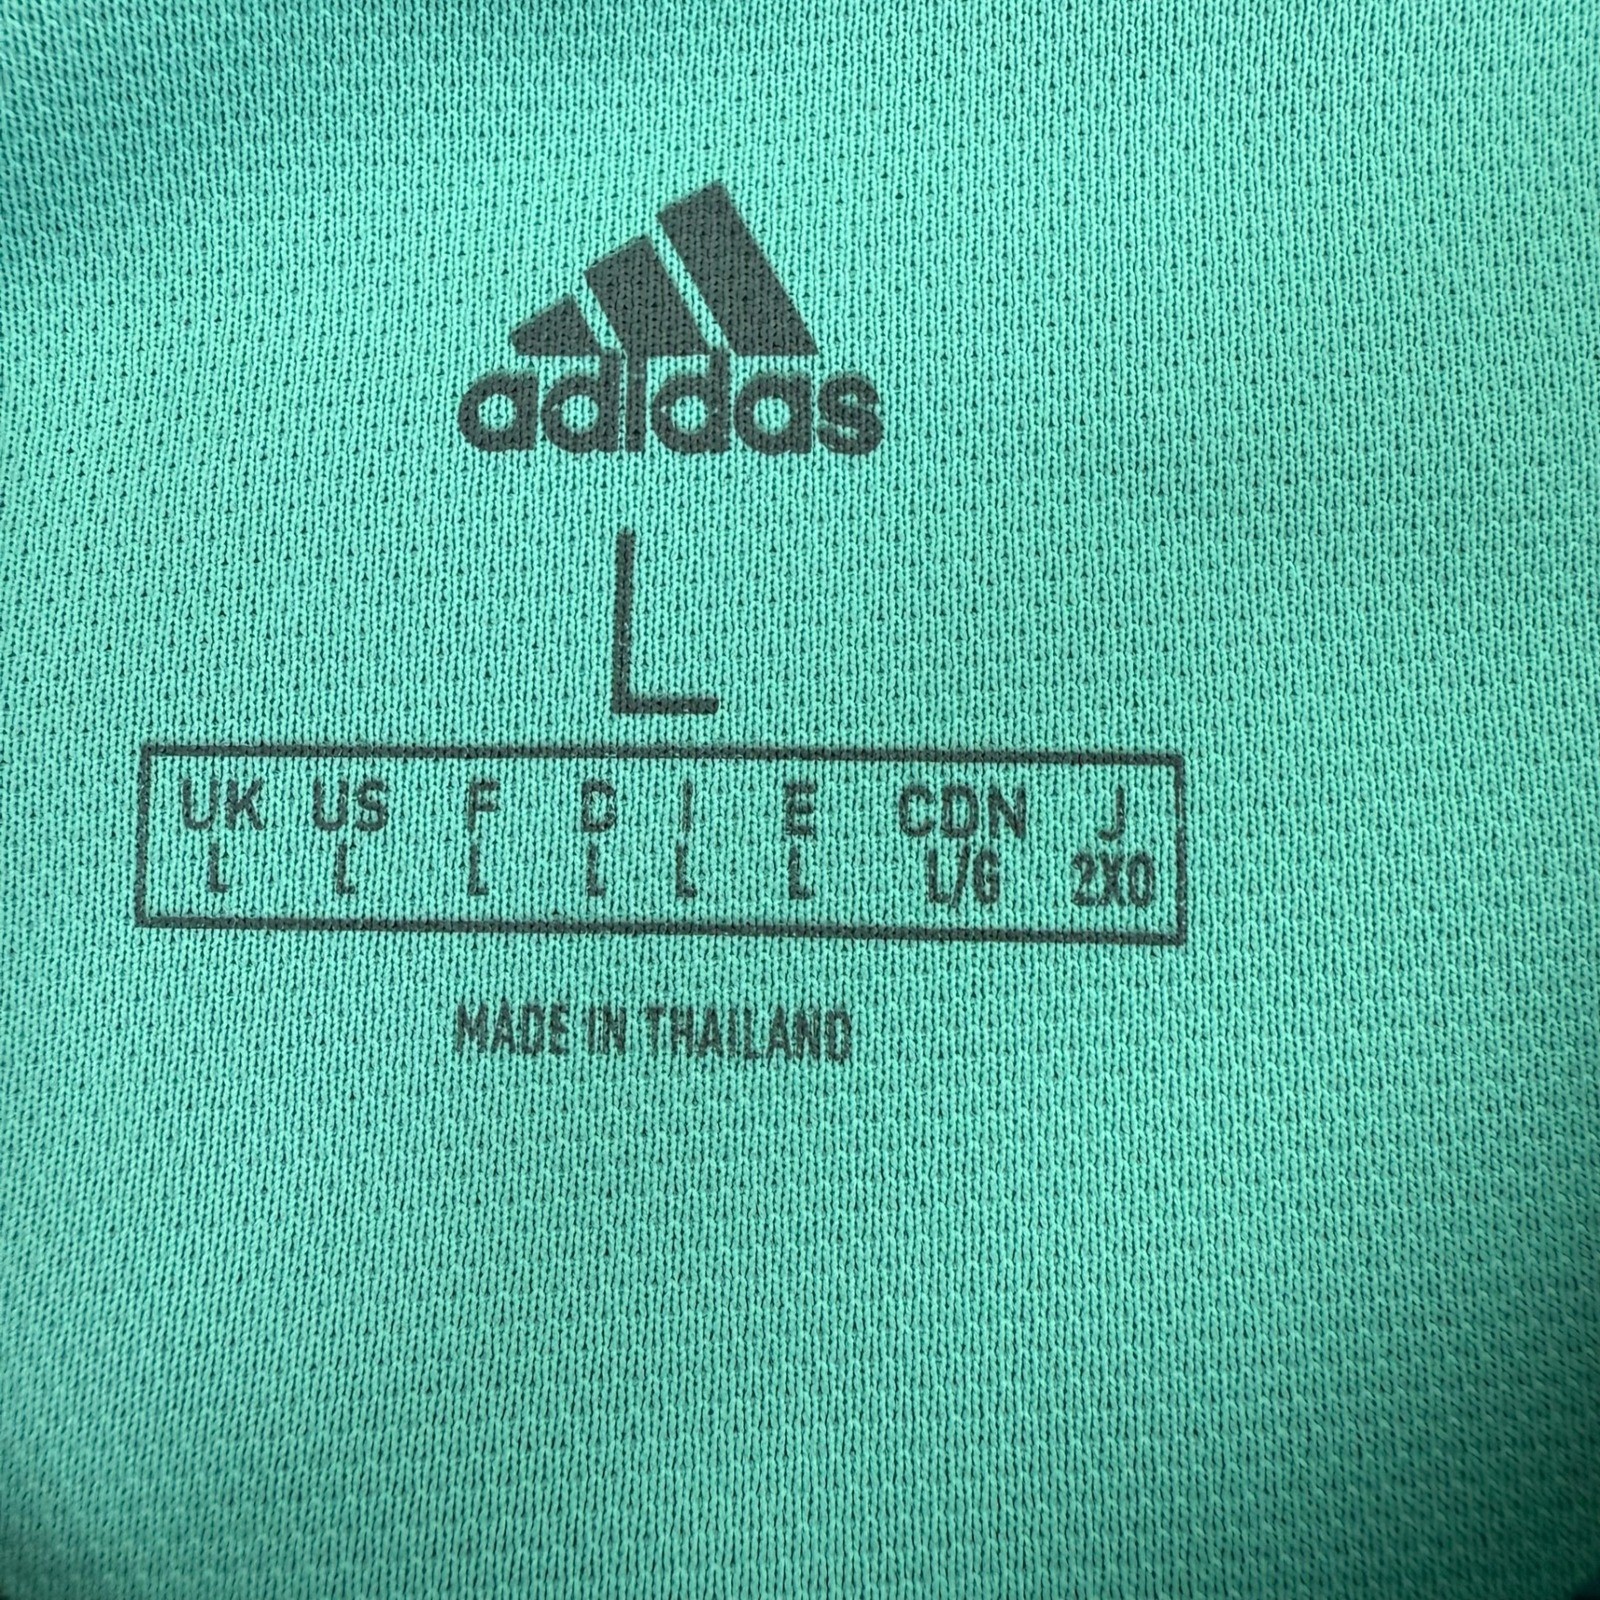 adidas
L
UK US F D I E CDN J
L L L L L L L/G 2XO
MADE IN THAILAND